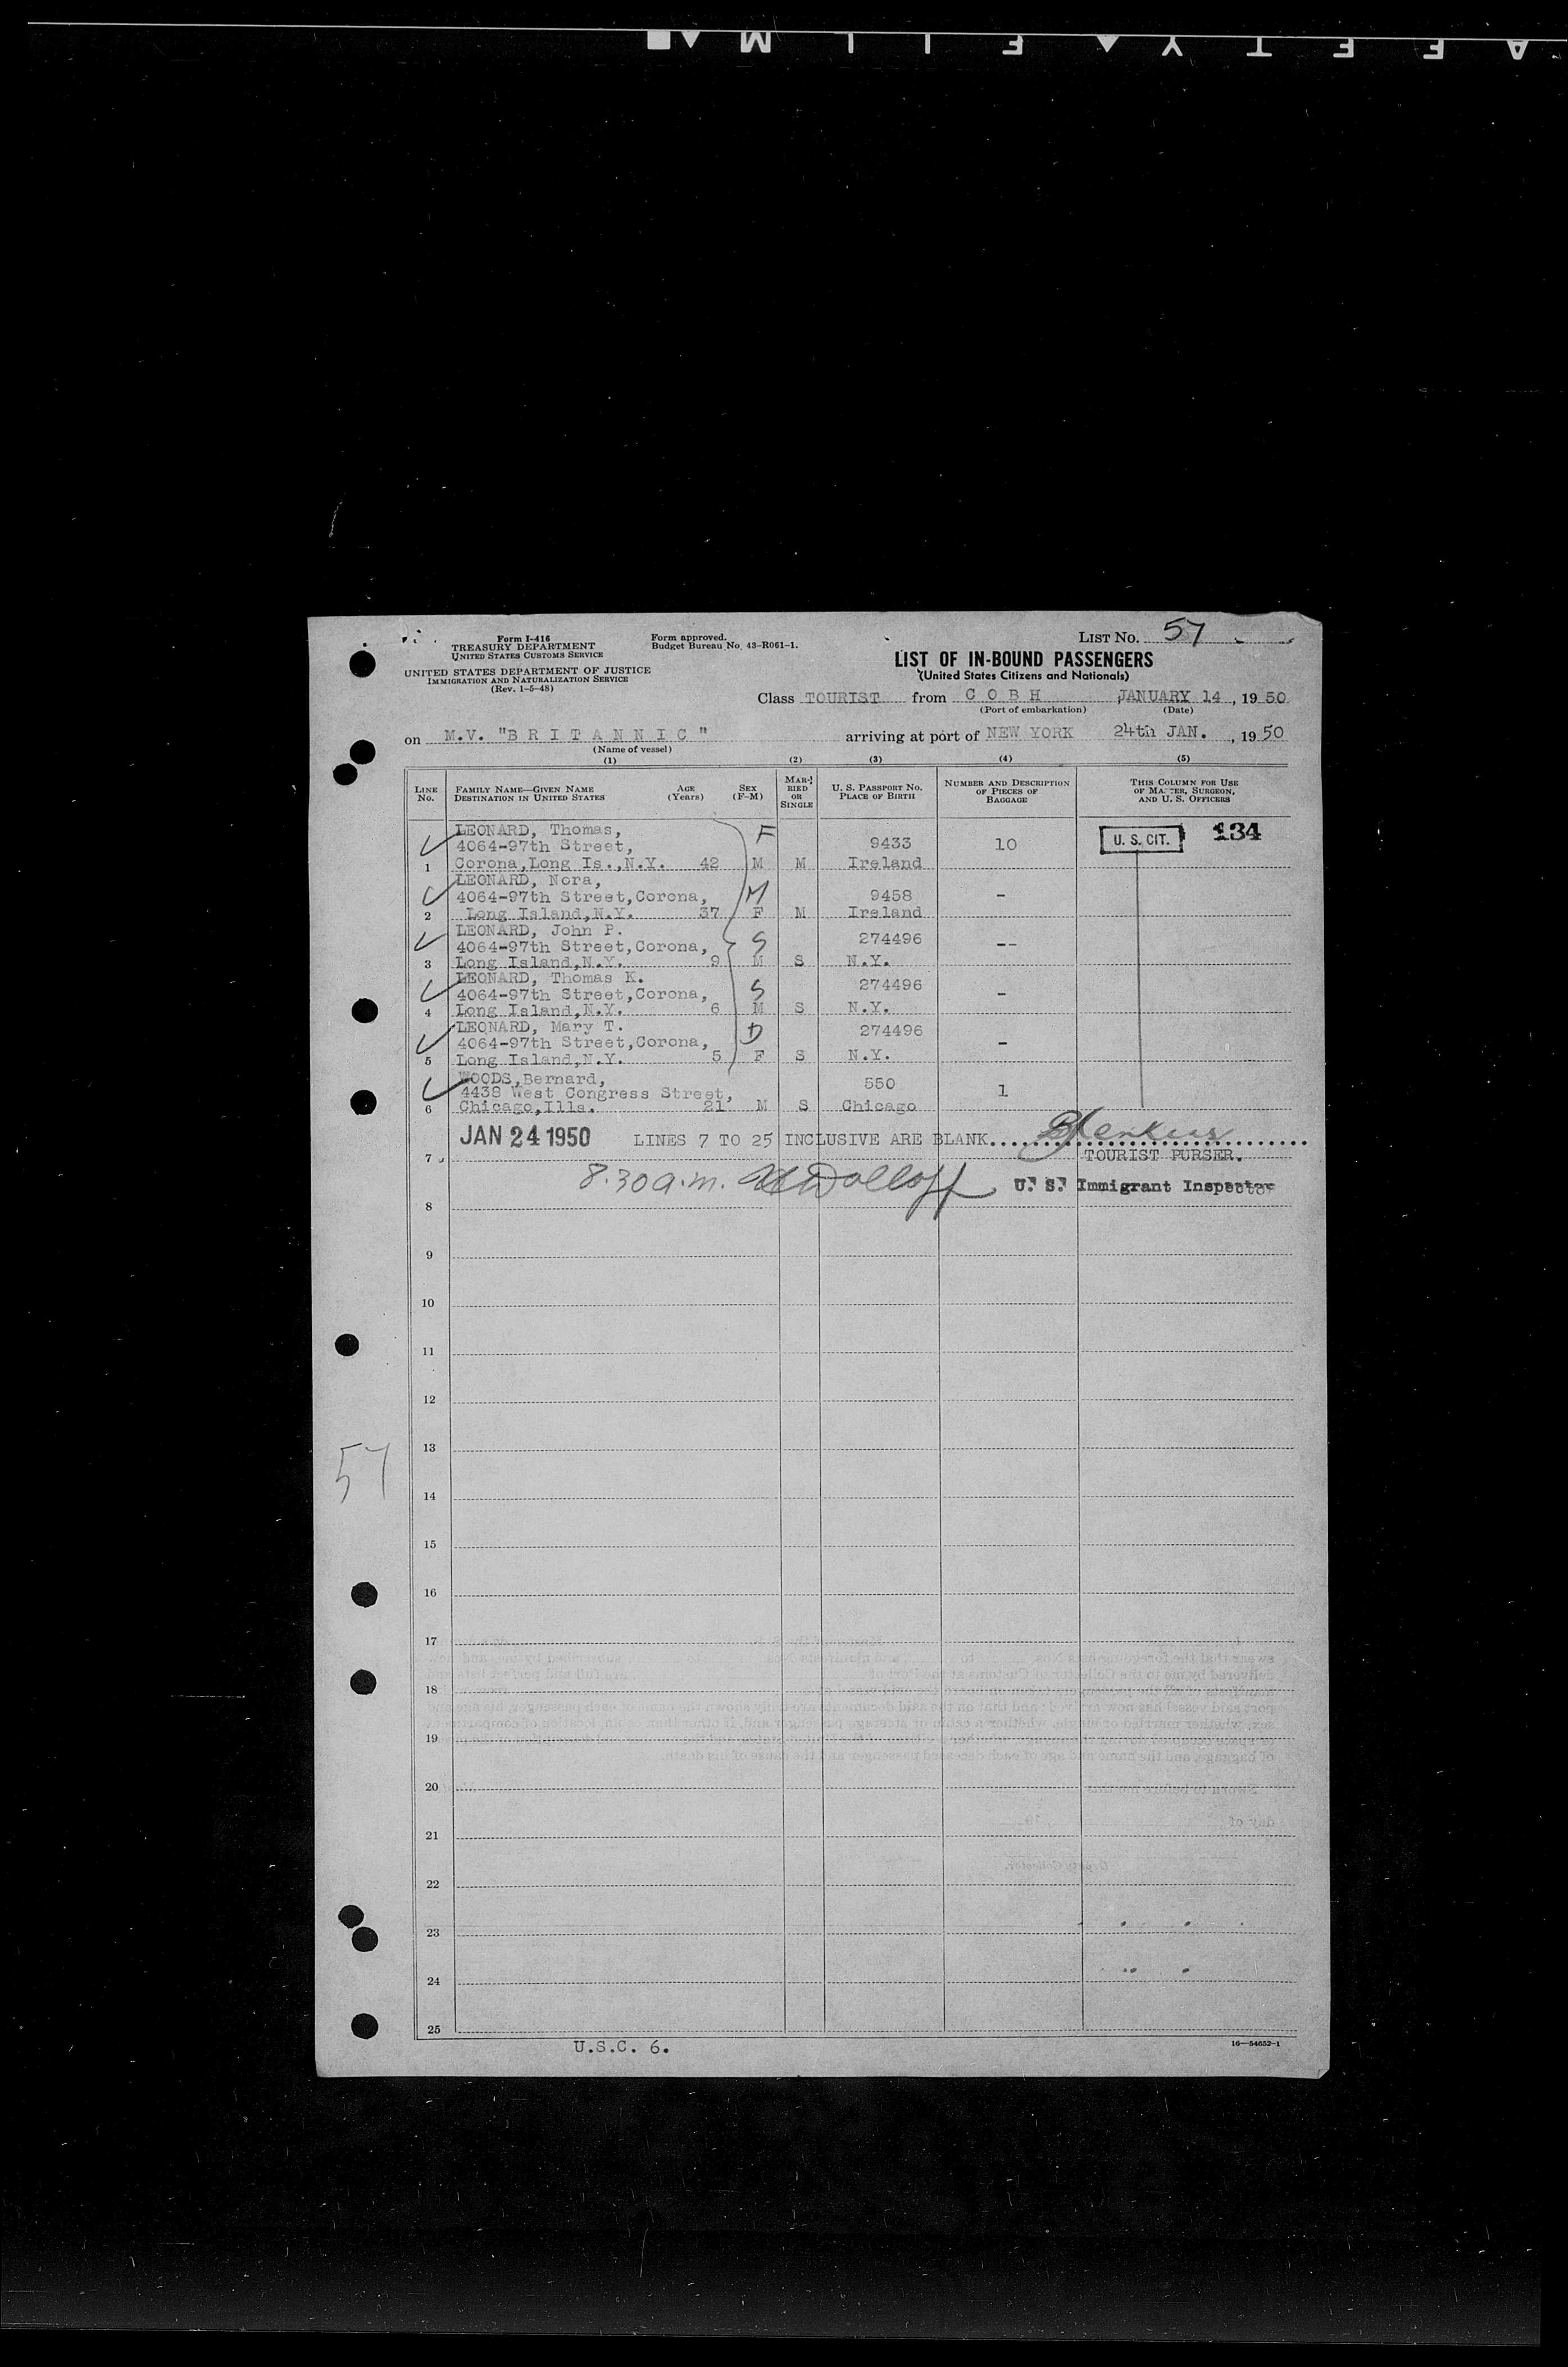 SAFETY FILM
Form I-416
TREASURY DEPARTMENT
UNITED STATES CUSTOMS SERVICE
UNITED STATES DEPARTMENT OF JUSTICE
IMMIGRATION AND NATURALIZATION SERVICE
(Rev. 1-5-48)
Form approved.
Budget Bureau No. 43-R061-1.
LIST No. 57
LIST OF IN-BOUND PASSENGERS
(United States Citizens and Nationals)
Class TOURIST from C O B H JANUARY 14, 1950
(Port of embarkation) (Date)
on M.V. "B R I T A N N I C" arriving at port of NEW YORK 24th JAN. , 1950
(Name of vessel)
(1) (2) (3) (4) (5)
LINE No. FAMILY NAME—GIVEN NAME DESTINATION IN UNITED STATES AGE (Years) SEX (F-M) MARRIED OR SINGLE U. S. PASSPORT No. PLACE OF BIRTH NUMBER AND DESCRIPTION OF PIECES OF BAGGAGE THIS COLUMN FOR USE OF MASTER, SURGEON, AND U. S. OFFICERS
LEONARD, Thomas, F
4064-97th Street, 9433 10 U. S. CIT. 134
1 Corona,Long Is.,N.Y. 42 M M Ireland
LEONARD, Nora,
4064-97th Street,Corona, M 9458 -
2 Long Island,N.Y. 37 F M Ireland
LEONARD, John P.
4064-97th Street,Corona, S 274496 --
3 Long Island,N.Y. 9 M S N.Y.
LEONARD, Thomas K.
4064-97th Street,Corona, S 274496 -
4 Long Island,N.Y. 6 M S N.Y.
LEONARD, Mary T.
4064-97th Street,Corona, D 274496 -
5 Long Island,N.Y. 5 F S N.Y.
WOODS,Bernard, 550
4438 West Congress Street, 1
6 Chicago,Ills. 21 M S Chicago
JAN 24 1950 LINES 7 TO 25 INCLUSIVE ARE BLANK..............................
7 TOURIST PURSER.
8.30 a.m. U. S. Immigrant Inspector
8
9
10
11
12
13
57
14
15
16
17
18
19
20
21
22
23
24
25
U.S.C. 6.
16—54652-1